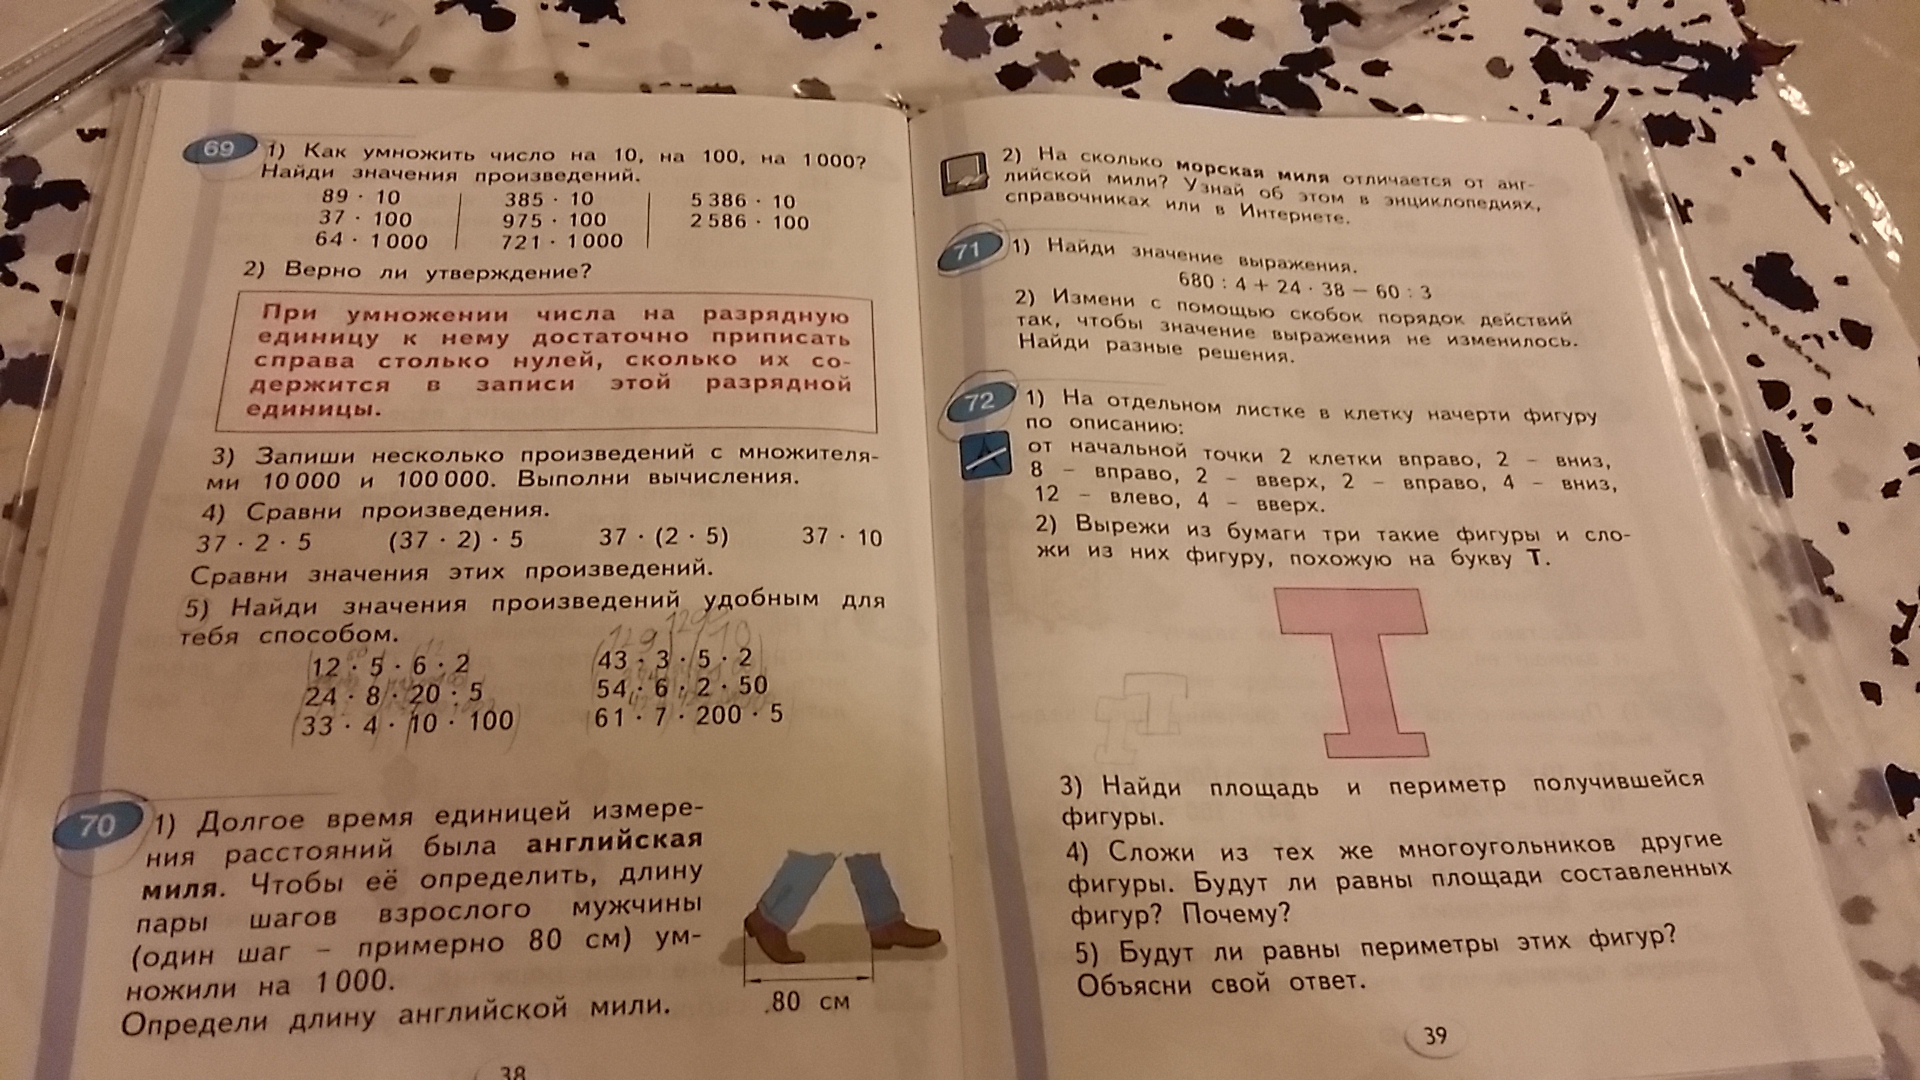 69 1) Как умножить число на 10, на 100, на 1 000?
Найди значения произведений.
89 · 10 385 · 10 5 386 · 10
37 · 100 975 · 100 2 586 · 100
64 · 1 000 721 · 1 000
2) Верно ли утверждение?
При умножении числа на разрядную
единицу к нему достаточно приписать
справа столько нулей, сколько их со-
держится в записи этой разрядной
единицы.
3) Запиши несколько произведений с множителя-
ми 10 000 и 100 000. Выполни вычисления.
4) Сравни произведения.
37 · 2 · 5 (37 · 2) · 5 37 · (2 · 5) 37 · 10
Сравни значения этих произведений.
5) Найди значения произведений удобным для
тебя способом.
129 129 10
12 · 5 · 6 · 2 43 · 3 · 5 · 2
24 · 8 · 20 · 5 54 · 6 · 2 · 50
33 · 4 · 10 · 100 61 · 7 · 200 · 5
70 1) Долгое время единицей измере-
ния расстояний была английская
миля. Чтобы её определить, длину
пары шагов взрослого мужчины
(один шаг – примерно 80 см) ум-
ножили на 1 000.
Определи длину английской мили.
80 см
38
2) На сколько морская миля отличается от анг-
лийской мили? Узнай об этом в энциклопедиях,
справочниках или в Интернете.
71 1) Найди значение выражения.
680 : 4 + 24 · 38 – 60 : 3
2) Измени с помощью скобок порядок действий
так, чтобы значение выражения не изменилось.
Найди разные решения.
72 1) На отдельном листке в клетку начерти фигуру
по описанию:
от начальной точки 2 клетки вправо, 2 – вниз,
8 – вправо, 2 – вверх, 2 – вправо, 4 – вниз,
12 – влево, 4 – вверх.
2) Вырежи из бумаги три такие фигуры и сло-
жи из них фигуру, похожую на букву Т.
3) Найди площадь и периметр получившейся
фигуры.
4) Сложи из тех же многоугольников другие
фигуры. Будут ли равны площади составленных
фигур? Почему?
5) Будут ли равны периметры этих фигур?
Объясни свой ответ.
39